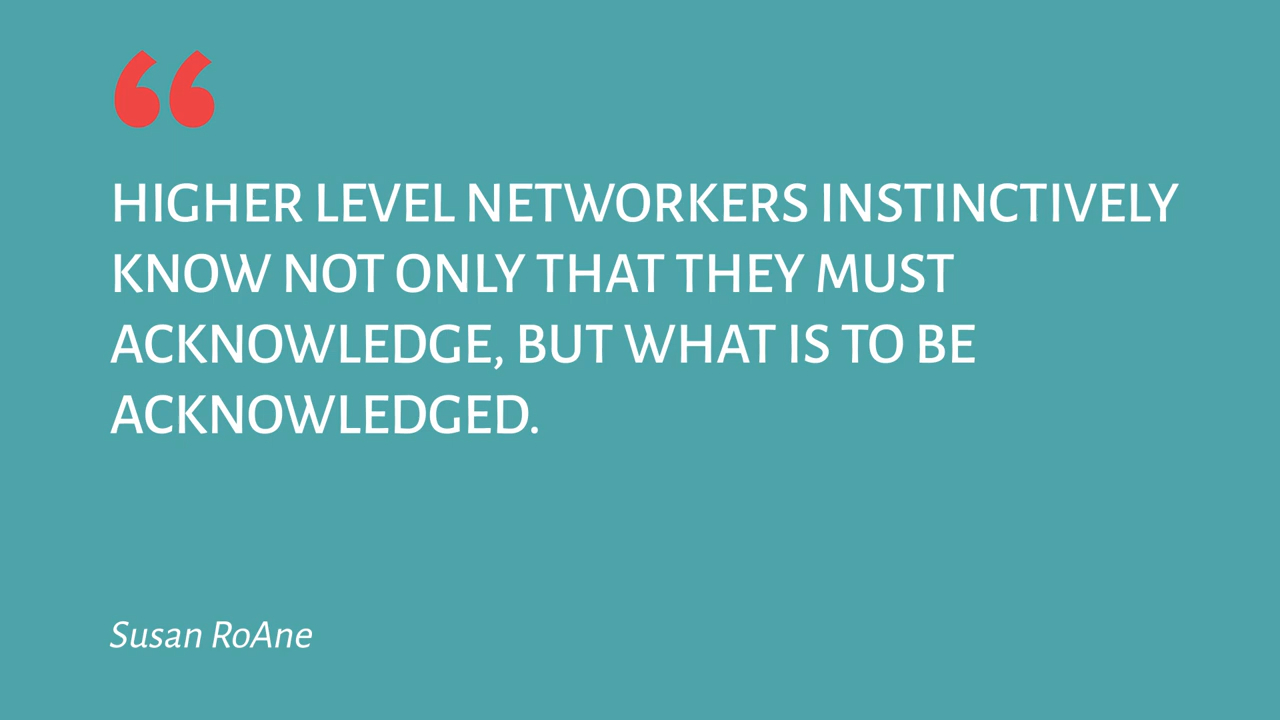 “
HIGHER LEVEL NETWORKERS INSTINCTIVELY
KNOW NOT ONLY THAT THEY MUST
ACKNOWLEDGE, BUT WHAT IS TO BE
ACKNOWLEDGED.
Susan RoAne